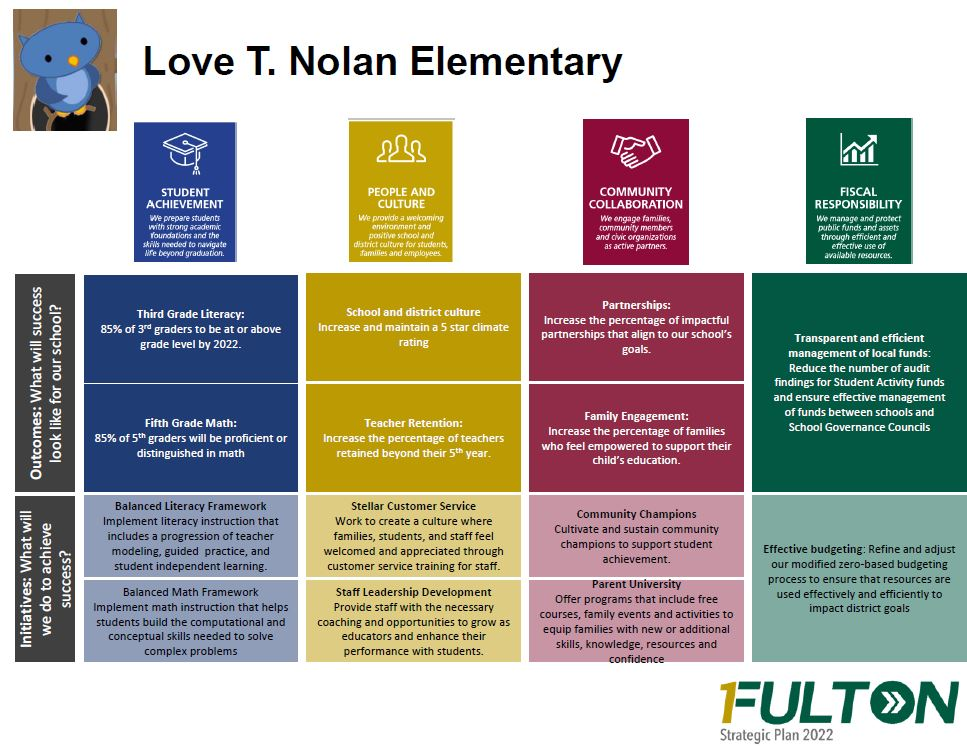 Love T. Nolan Elementary
STUDENT
ACHIEVEMENT
We prepare students
with strong academic
foundations and the
skills needed to navigate
life beyond graduation.
PEOPLE AND
CULTURE
We provide a welcoming
environment and
positive school and
district culture for students,
families and employees.
COMMUNITY
COLLABORATION
We engage families,
community members
and civic organizations
as active partners.
FISCAL
RESPONSIBILITY
We manage and protect
public funds and assets
through efficient and
effective use of
available resources.
Outcomes: What will success
look like for our school?
Third Grade Literacy:
85% of 3rd graders to be at or above
grade level by 2022.
School and district culture
Increase and maintain a 5 star climate
rating
Partnerships:
Increase the percentage of impactful
partnerships that align to our school's
goals.
Transparent and efficient
management of local funds:
Reduce the number of audit
findings for Student Activity funds
and ensure effective management
of funds between schools and
School Governance Councils
Fifth Grade Math:
85% of 5th graders will be proficient or
distinguished in math
Teacher Retention:
Increase the percentage of teachers
retained beyond their 5th year.
Family Engagement:
Increase the percentage of families
who feel empowered to support their
child's education.
Initiatives: What will
we do to achieve
success?
Balanced Literacy Framework
Implement literacy instruction that
includes a progression of teacher
modeling, guided practice, and
student independent learning.
Stellar Customer Service
Work to create a culture where
families, students, and staff feel
welcomed and appreciated through
customer service training for staff.
Community Champions
Cultivate and sustain community
champions to support student
achievement.
Effective budgeting: Refine and adjust
our modified zero-based budgeting
process to ensure that resources are
used effectively and efficiently to
impact district goals
Balanced Math Framework
Implement math instruction that helps
students build the computational and
conceptual skills needed to solve
complex problems
Staff Leadership Development
Provide staff with the necessary
coaching and opportunities to grow as
educators and enhance their
performance with students.
Parent University
Offer programs that include free
courses, family events and activities to
equip families with new or additional
skills, knowledge, resources and
confidence
1FULTON
Strategic Plan 2022